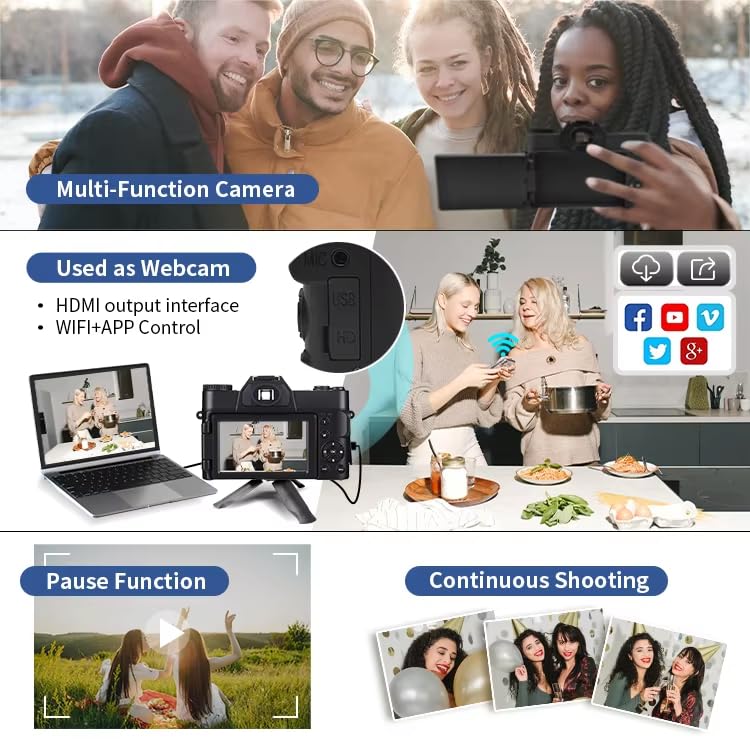 Multi-Function Camera
Used as Webcam
• HDMI output interface
• WIFI+APP Control
MIC
USB
HD
Pause Function
Continuous Shooting